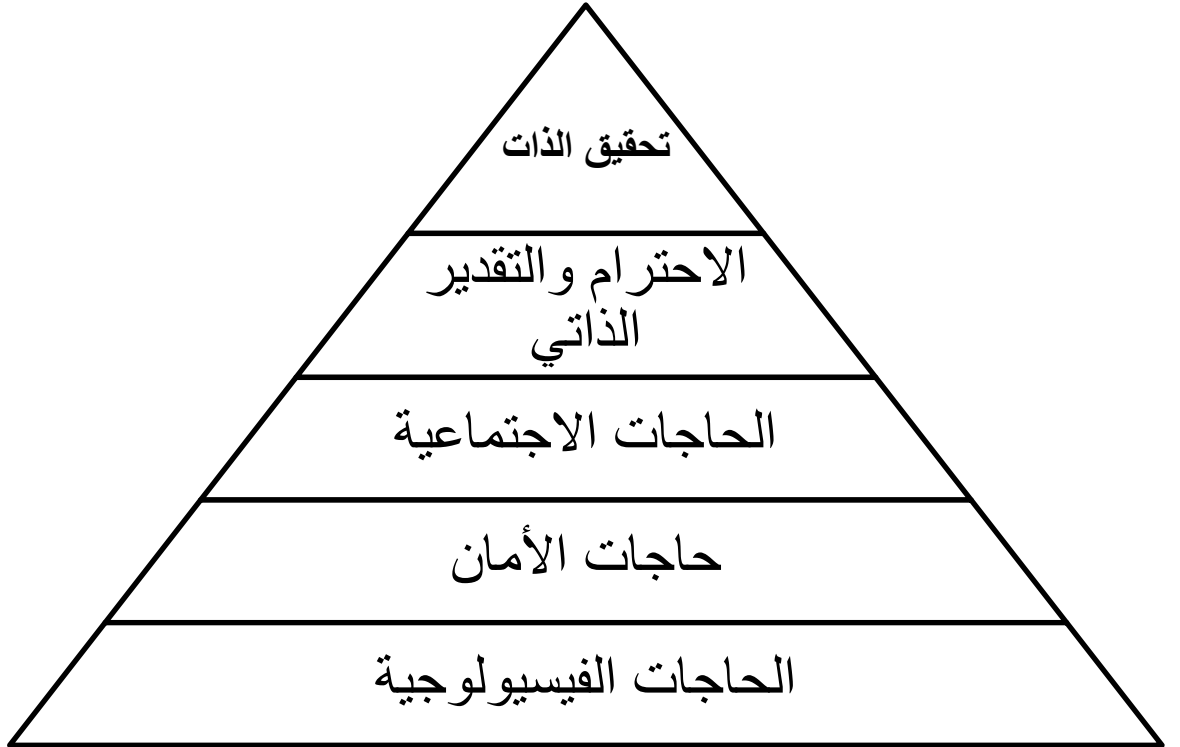 تحقيق الذات
الاحترام والتقدير
الذاتي
الحاجات الاجتماعية
حاجات الأمان
الحاجات الفيسيولوجية